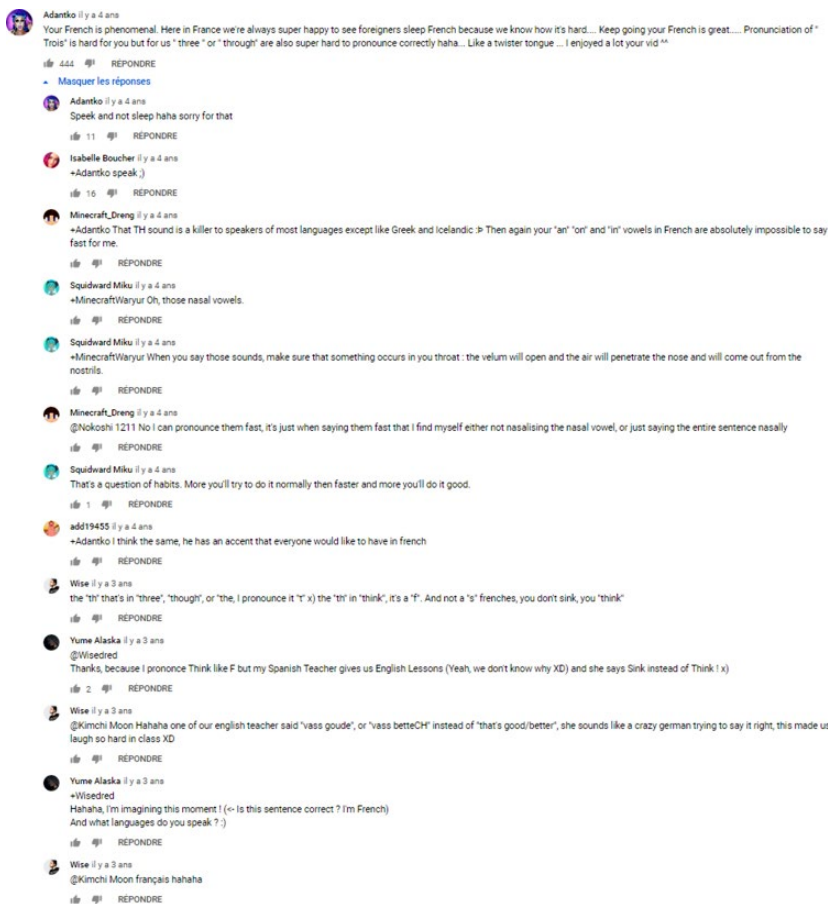 Adantko il y a 4 ans
Your French is phenomenal. Here in France we're always super happy to see foreigners sleep French because we know how it's hard.... Keep going your French is great..... Pronunciation of "
Trois" is hard for you but for us " three " or " through" are also super hard to pronounce correctly haha... Like a twister tongue ... I enjoyed a lot your vid ^^
444 RÉPONDRE
Masquer les réponses
Adantko il y a 4 ans
Speek and not sleep haha sorry for that
11 RÉPONDRE
Isabelle Boucher il y a 4 ans
+Adantko speak ;)
16 RÉPONDRE
Minecraft_Dreng il y a 4 ans
+Adantko That TH sound is a killer to speakers of most languages except like Greek and Icelandic :Þ Then again your "an" "on" and "in" vowels in French are absolutely impossible to say
fast for me.
RÉPONDRE
Squidward Miku il y a 4 ans
+MinecraftWaryur Oh, those nasal vowels.
RÉPONDRE
Squidward Miku il y a 4 ans
+MinecraftWaryur When you say those sounds, make sure that something occurs in you throat : the velum will open and the air will penetrate the nose and will come out from the
nostrils.
RÉPONDRE
Minecraft_Dreng il y a 4 ans
@Nokoshi 1211 No I can pronounce them fast, it's just when saying them fast that I find myself either not nasalising the nasal vowel, or just saying the entire sentence nasally
RÉPONDRE
Squidward Miku il y a 4 ans
That's a question of habits. More you'll try to do it normally then faster and more you'll do it good.
1 RÉPONDRE
add19455 il y a 4 ans
+Adantko I think the same, he has an accent that everyone would like to have in french
RÉPONDRE
Wise il y a 3 ans
the "th" that's in "three", "though", or "the, I pronounce it "t" x) the "th" in "think", it's a "f". And not a "s" frenches, you don't sink, you "think"
RÉPONDRE
Yume Alaska il y a 3 ans
@Wisedred
Thanks, because I prononce Think like F but my Spanish Teacher gives us English Lessons (Yeah, we don't know why XD) and she says Sink instead of Think ! x)
2 RÉPONDRE
Wise il y a 3 ans
@Kimchi Moon Hahaha one of our english teacher said "vass goude", or "vass betteCH" instead of "that's good/better", she sounds like a crazy german trying to say it right, this made us
laugh so hard in class XD
RÉPONDRE
Yume Alaska il y a 3 ans
+Wisedred
Hahaha, I'm imagining this moment ! (<- Is this sentence correct ? I'm French)
And what languages do you speak ? :)
RÉPONDRE
Wise il y a 3 ans
@Kimchi Moon français hahaha
RÉPONDRE